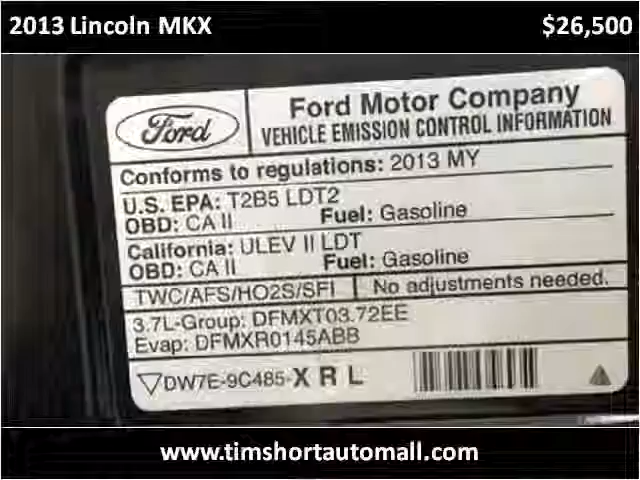 2013 Lincoln MKX $26,500
Ford
Ford Motor Company
VEHICLE EMISSION CONTROL INFORMATION
Conforms to regulations: 2013 MY
U.S. EPA: T2B5 LDT2
OBD: CA II Fuel: Gasoline
California: ULEV II LDT
OBD: CA II Fuel: Gasoline
TWC/AFS/HO2S/SFI No adjustments needed.
3.7L-Group: DFMXT03.72EE
Evap: DFMXR0145ABB
DW7E-9C485-X R L
www.timshortautomall.com